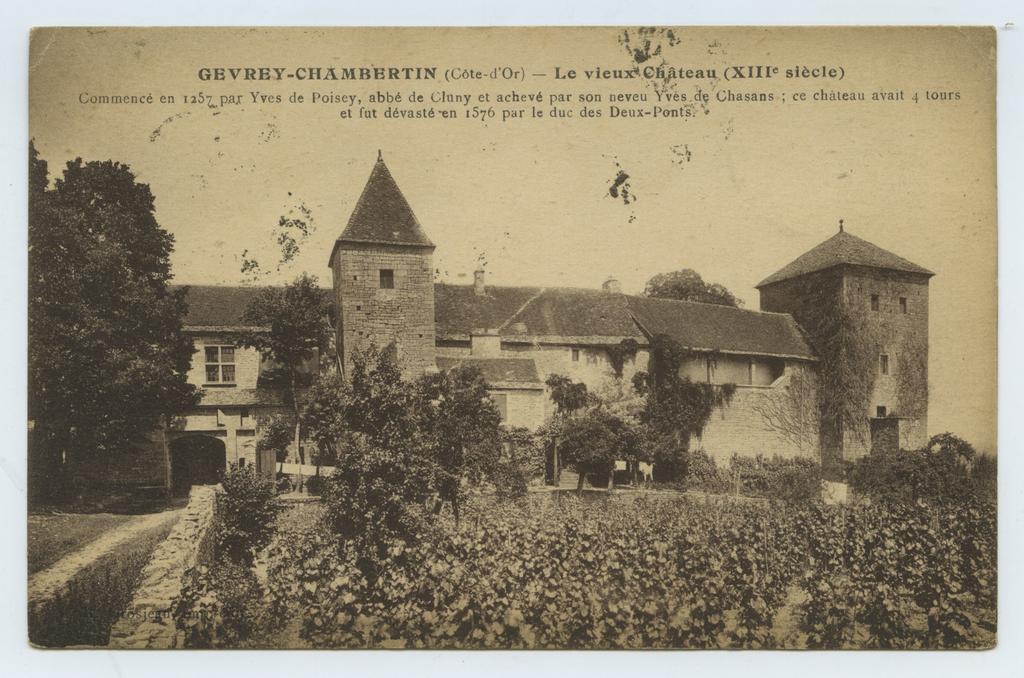 GEVREY-CHAMBERTIN (Côte-d'Or) — Le vieux Château (XIIIe siècle)
Commencé en 1257 par Yves de Poisey, abbé de Cluny et achevé par son neveu Yves de Chasans ; ce château avait 4 tours
et fut dévasté en 1576 par le duc des Deux-Ponts.